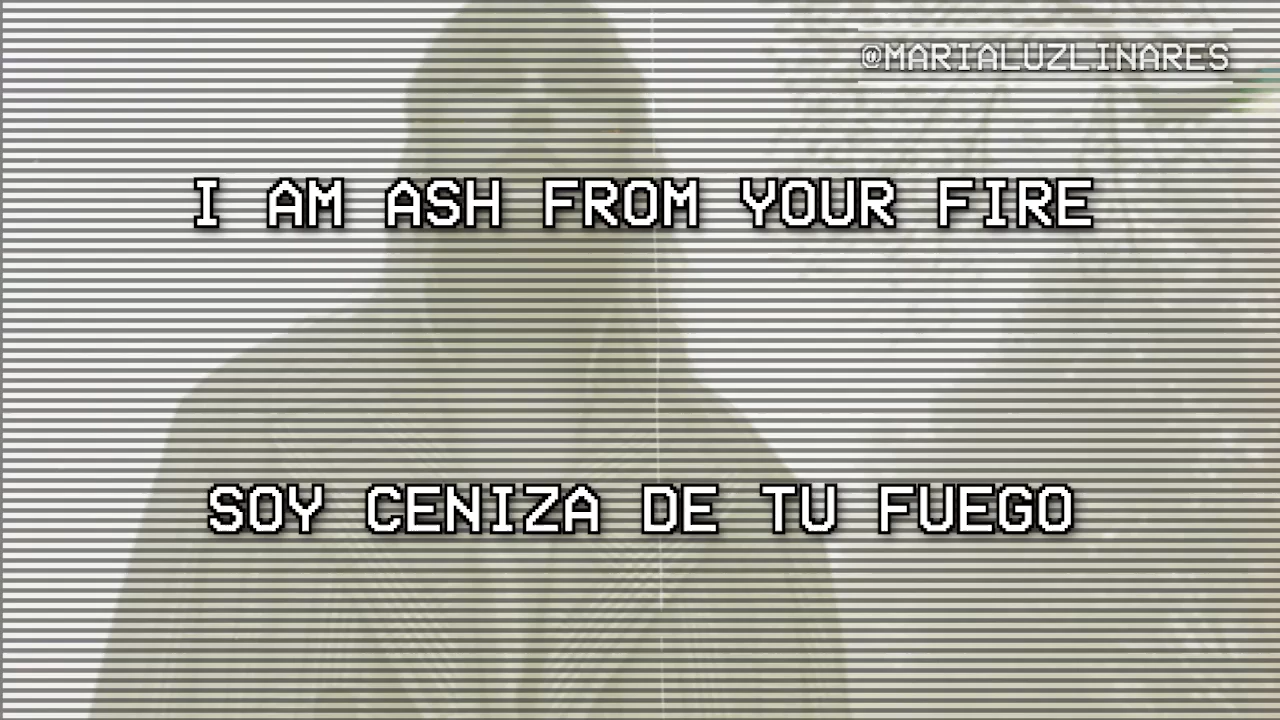 @MARIALUZLINARES
I AM ASH FROM YOUR FIRE
SOY CENIZA DE TU FUEGO